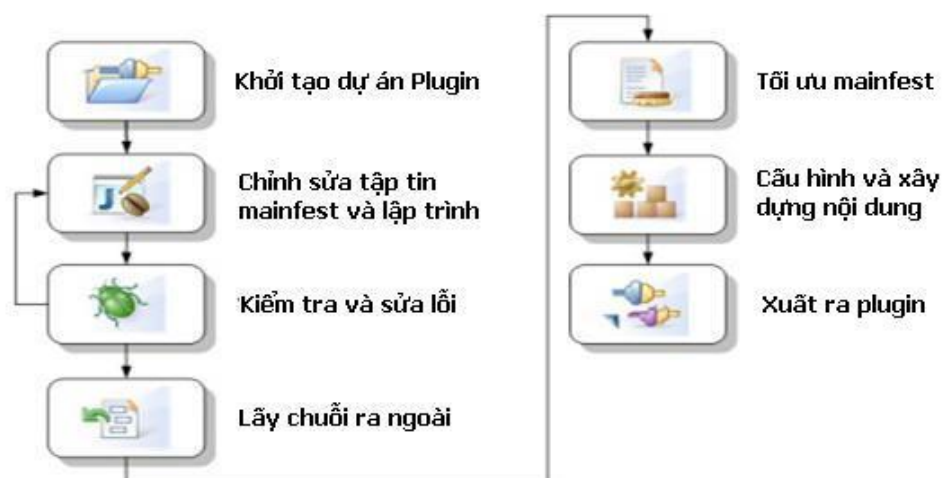 Khởi tạo dự án Plugin
Chỉnh sửa tập tin
mainfest và lập trình
Kiểm tra và sửa lỗi
Lấy chuỗi ra ngoài
Tối ưu mainfest
Cấu hình và xây
dựng nội dung
Xuất ra plugin